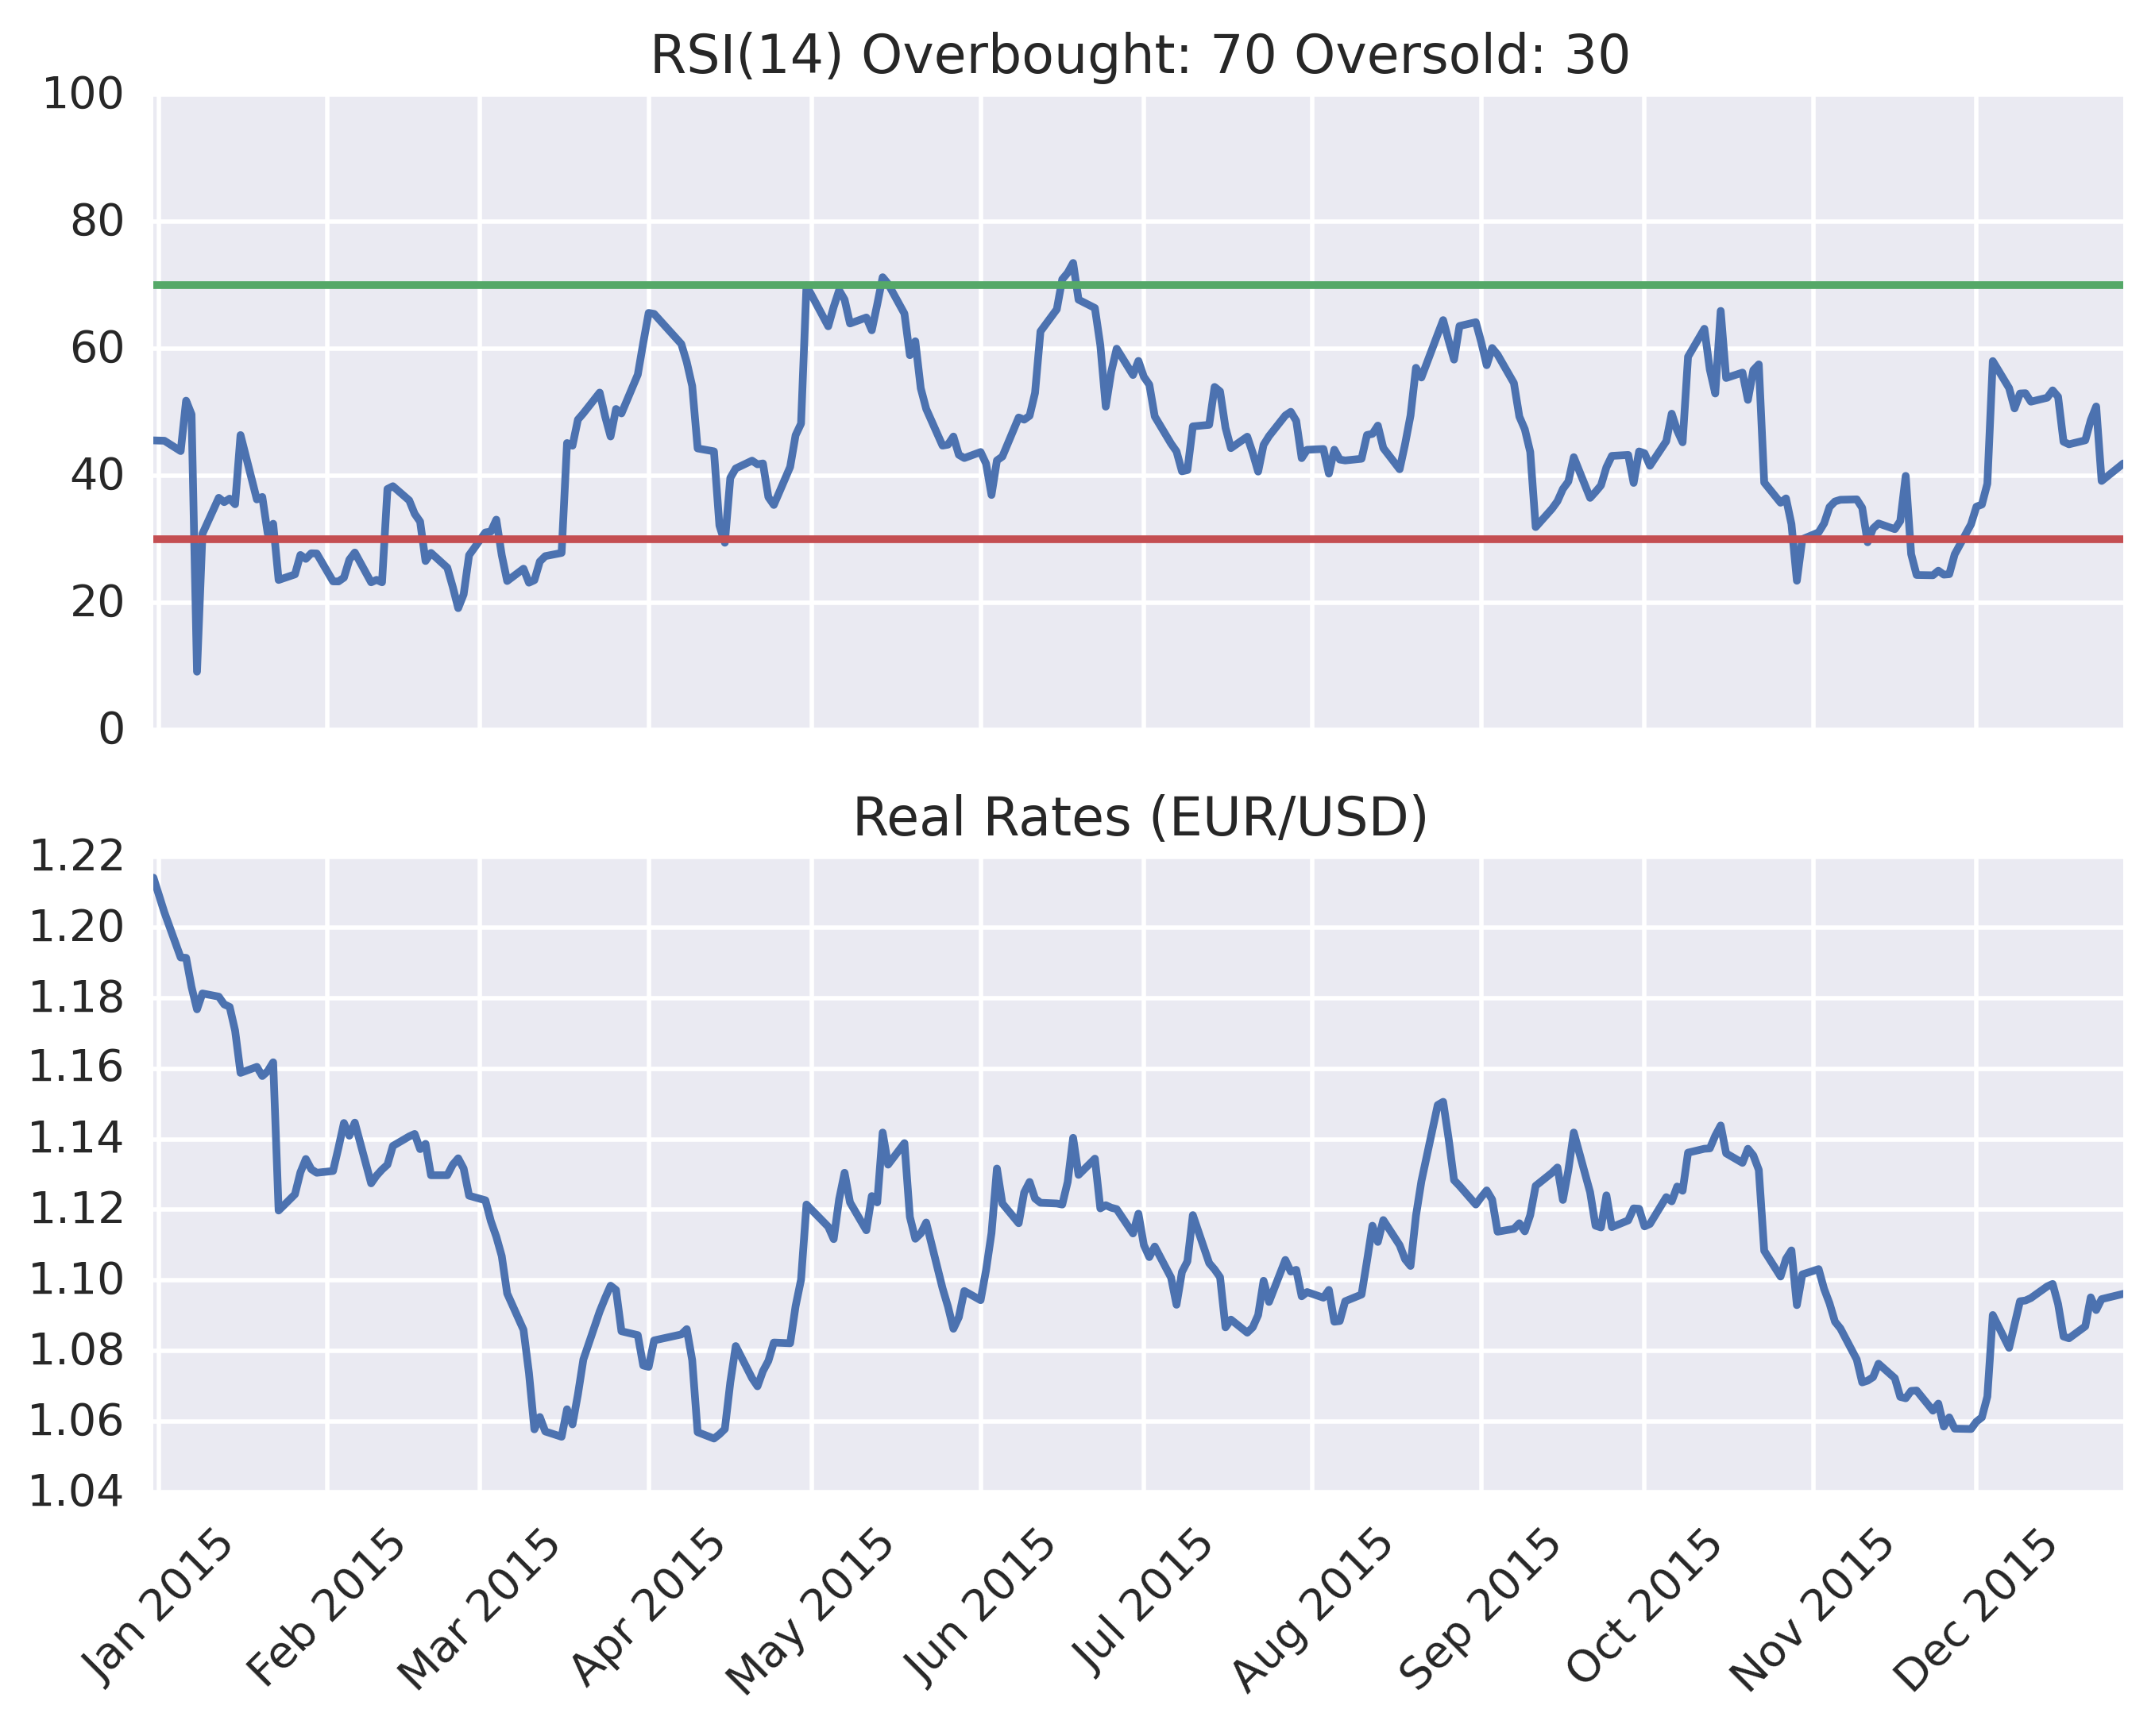 RSI(14) Overbought: 70 Oversold: 30
100
80
60
40
20
0
Real Rates (EUR/USD)
1.22
1.20
1.18
1.16
1.14
1.12
1.10
1.08
1.06
1.04
Jan 2015
Feb 2015
Mar 2015
Apr 2015
May 2015
Jun 2015
Jul 2015
Aug 2015
Sep 2015
Oct 2015
Nov 2015
Dec 2015